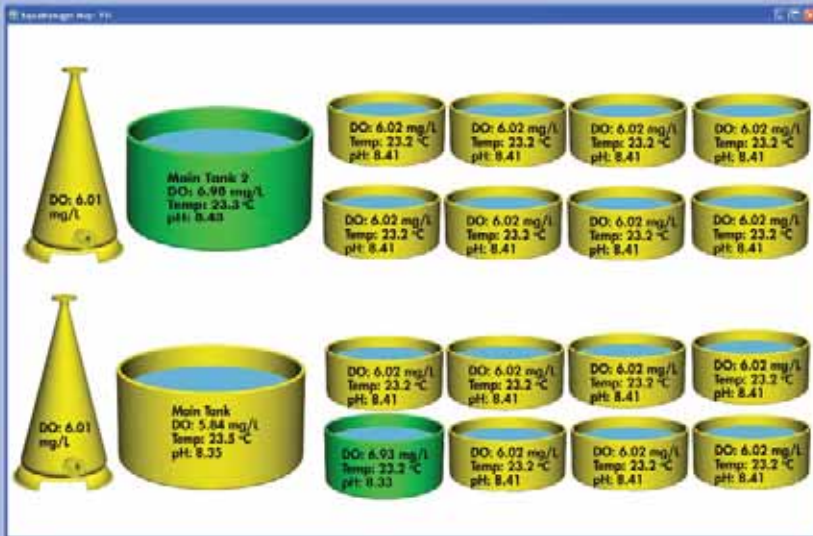 DO: 6.01
mg/L
Main Tank 2
DO: 6.98 mg/L
Temp: 23.3 °C
pH: 8.43
DO: 6.02 mg/L
Temp: 23.2 °C
pH: 8.41
DO: 6.02 mg/L
Temp: 23.2 °C
pH: 8.41
DO: 6.02 mg/L
Temp: 23.2 °C
pH: 8.41
DO: 6.02 mg/L
Temp: 23.2 °C
pH: 8.41
DO: 6.02 mg/L
Temp: 23.2 °C
pH: 8.41
DO: 6.02 mg/L
Temp: 23.2 °C
pH: 8.41
DO: 6.02 mg/L
Temp: 23.2 °C
pH: 8.41
DO: 6.02 mg/L
Temp: 23.2 °C
pH: 8.41
DO: 6.01
mg/L
Main Tank
DO: 5.84 mg/L
Temp: 23.5 °C
pH: 8.35
DO: 6.02 mg/L
Temp: 23.2 °C
pH: 8.41
DO: 6.02 mg/L
Temp: 23.2 °C
pH: 8.41
DO: 6.02 mg/L
Temp: 23.2 °C
pH: 8.41
DO: 6.02 mg/L
Temp: 23.2 °C
pH: 8.41
DO: 6.93 mg/L
Temp: 23.2 °C
pH: 8.33
DO: 6.02 mg/L
Temp: 23.2 °C
pH: 8.41
DO: 6.02 mg/L
Temp: 23.2 °C
pH: 8.41
DO: 6.02 mg/L
Temp: 23.2 °C
pH: 8.41